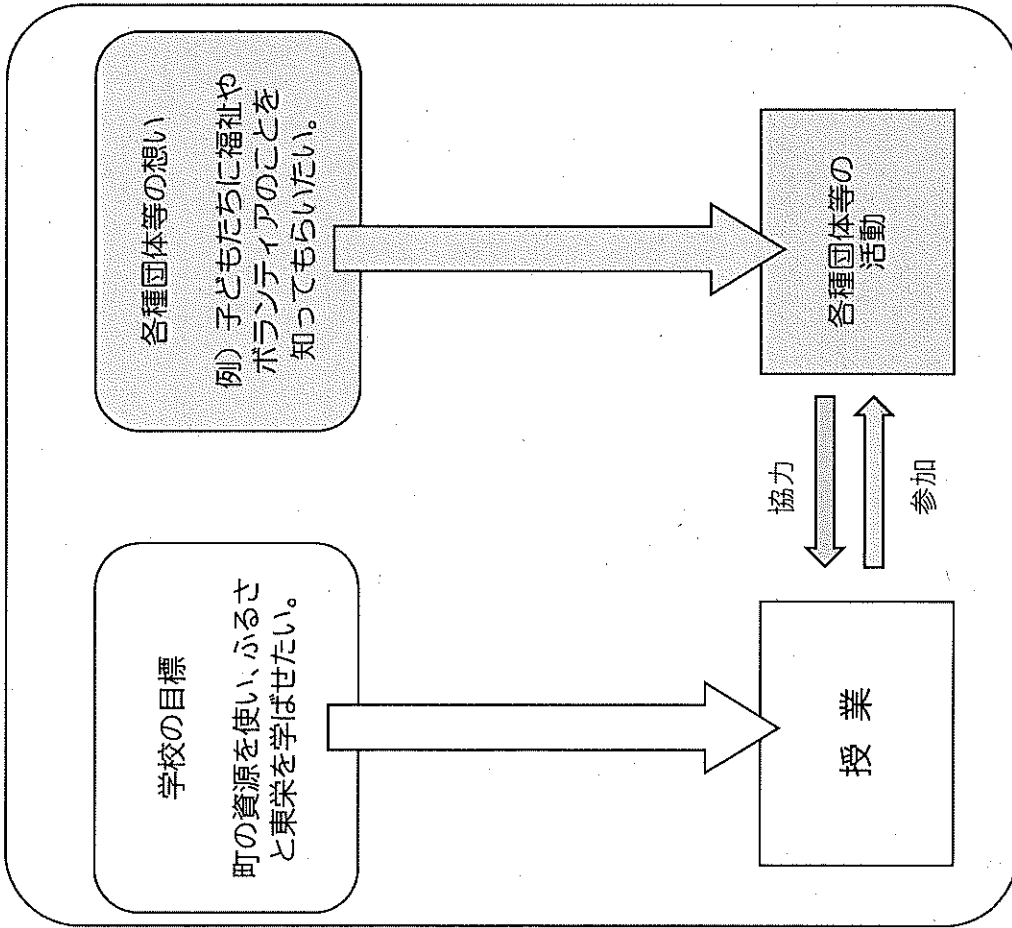 学校の目標
町の資源を使い、ふるさ
と東栄を学ばせたい。
各種団体等の想い
例）子どもたちに福祉や
ボランティアのことを
知ってもらいたい。
授 業
協力
参加
各種団体等の
活動